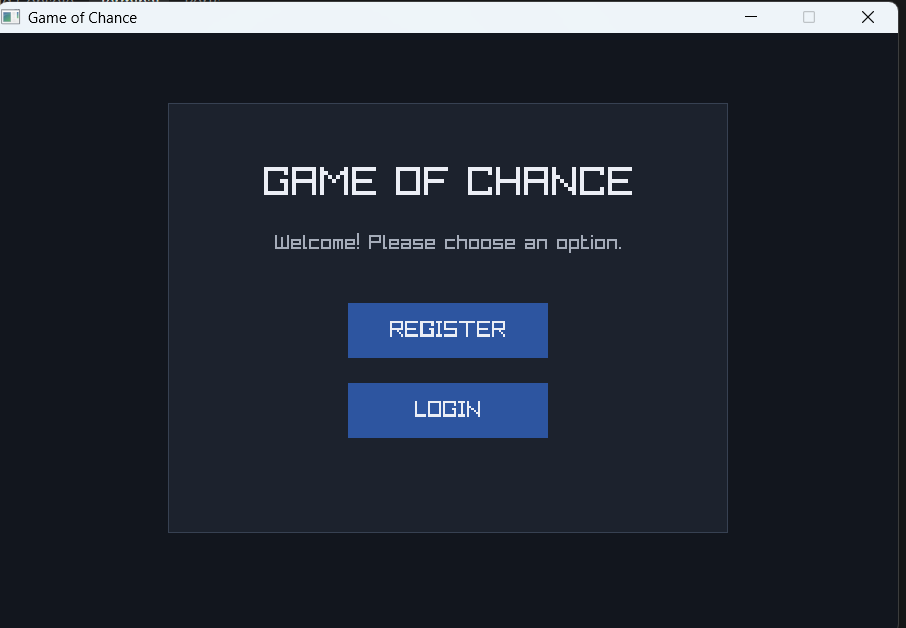 Game of Chance
GAME OF CHANCE
Welcome! Please choose an option.
REGISTER
LOGIN